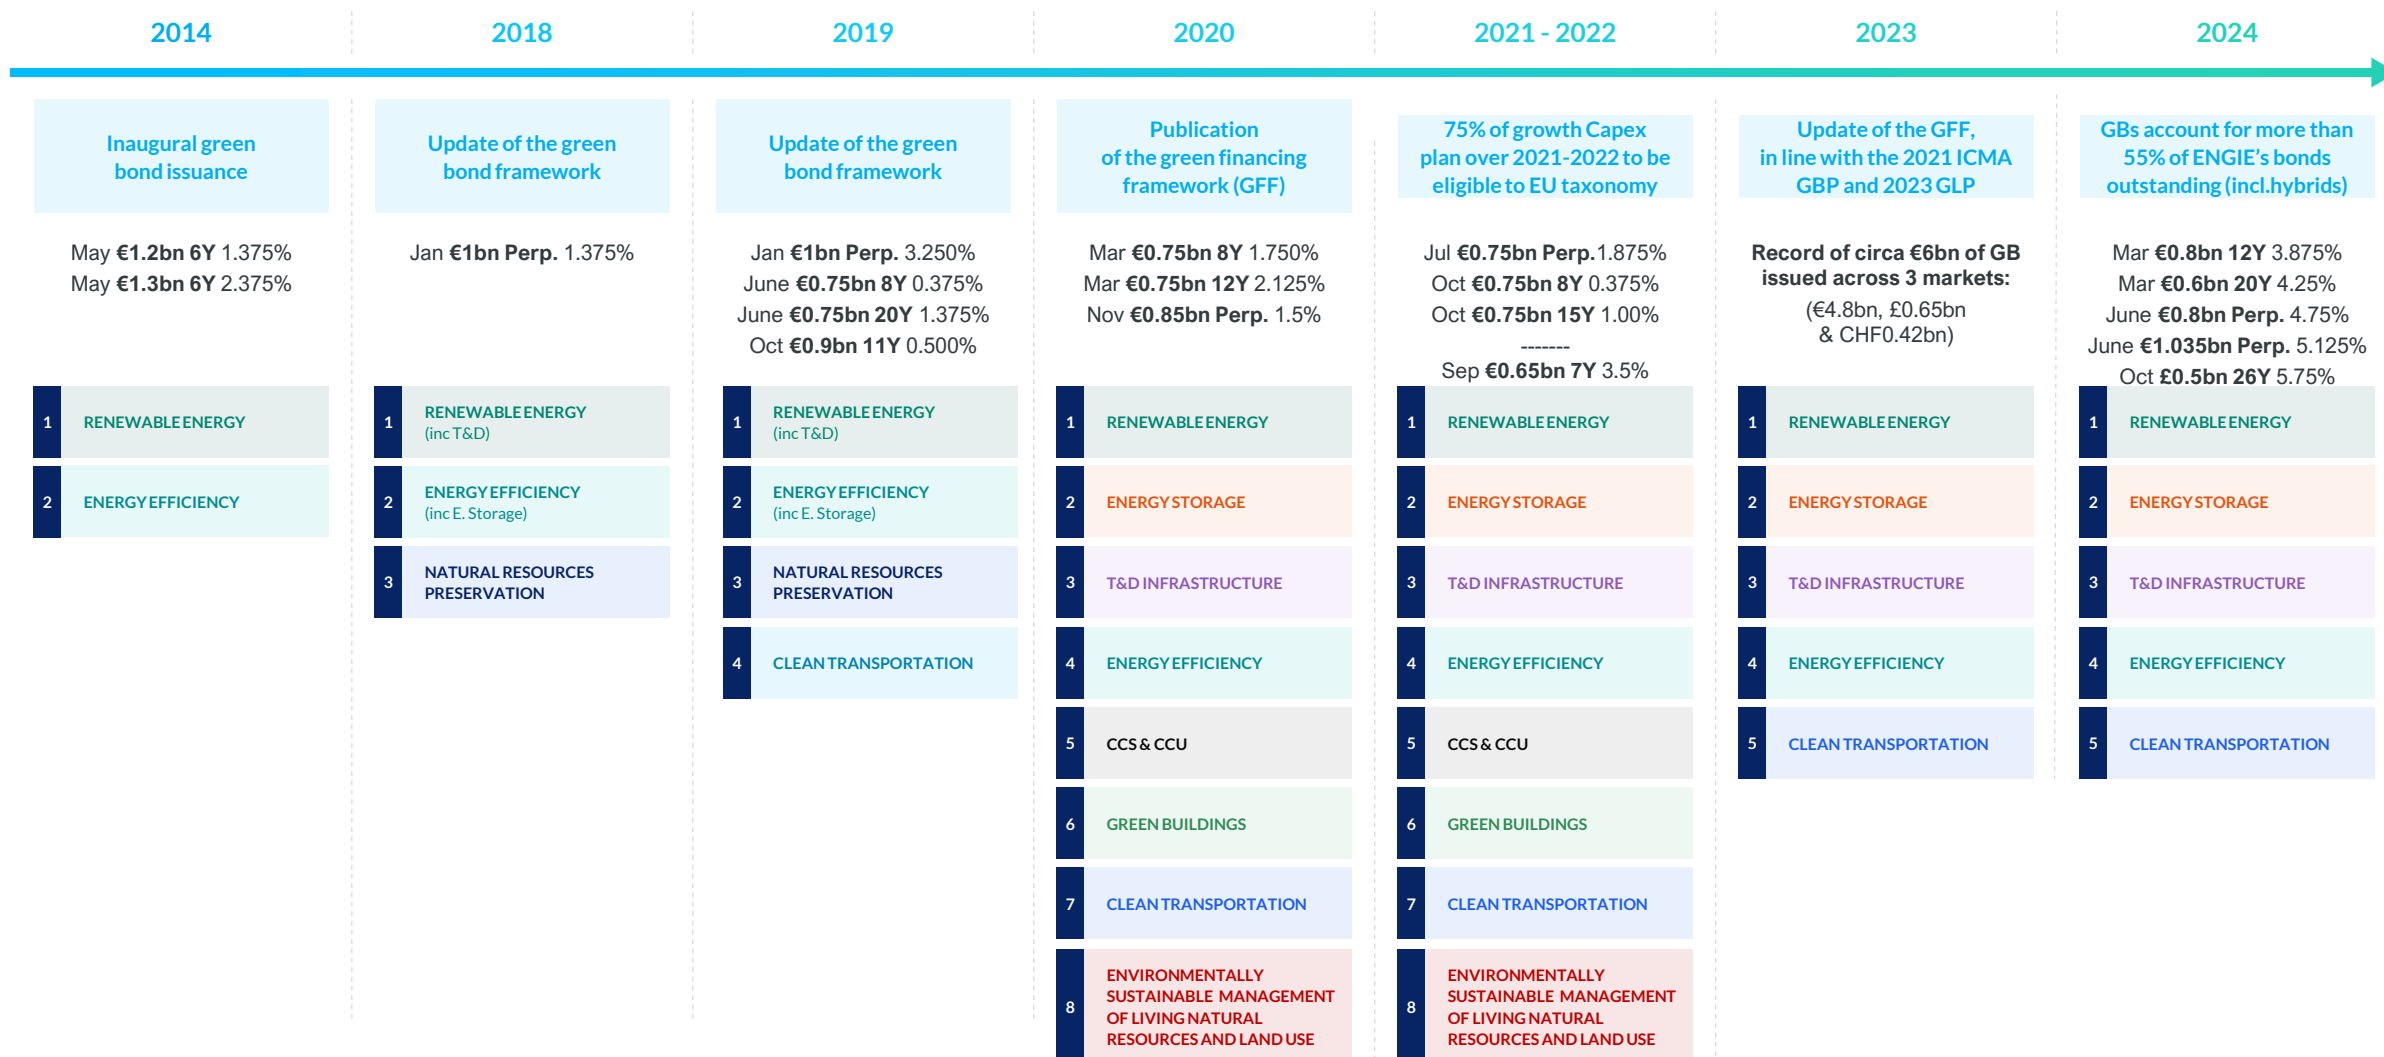 2014
Inaugural green
bond issuance
May €1.2bn 6Y 1.375%
May €1.3bn 6Y 2.375%
1 RENEWABLE ENERGY
2 ENERGY EFFICIENCY
2018
Update of the green
bond framework
Jan €1bn Perp. 1.375%
1 RENEWABLE ENERGY
(inc T&D)
2 ENERGY EFFICIENCY
(inc E. Storage)
3 NATURAL RESOURCES
PRESERVATION
2019
Update of the green
bond framework
Jan €1bn Perp. 3.250%
June €0.75bn 8Y 0.375%
June €0.75bn 20Y 1.375%
Oct €0.9bn 11Y 0.500%
1 RENEWABLE ENERGY
(inc T&D)
2 ENERGY EFFICIENCY
(inc E. Storage)
3 NATURAL RESOURCES
PRESERVATION
4 CLEAN TRANSPORTATION
2020
Publication
of the green financing
framework (GFF)
Mar €0.75bn 8Y 1.750%
Mar €0.75bn 12Y 2.125%
Nov €0.85bn Perp. 1.5%
1 RENEWABLE ENERGY
2 ENERGY STORAGE
3 T&D INFRASTRUCTURE
4 ENERGY EFFICIENCY
5 CCS & CCU
6 GREEN BUILDINGS
7 CLEAN TRANSPORTATION
8 ENVIRONMENTALLY
SUSTAINABLE MANAGEMENT
OF LIVING NATURAL
RESOURCES AND LAND USE
2021 - 2022
75% of growth Capex
plan over 2021-2022 to be
eligible to EU taxonomy
Jul €0.75bn Perp.1.875%
Oct €0.75bn 8Y 0.375%
Oct €0.75bn 15Y 1.00%
-------
Sep €0.65bn 7Y 3.5%
1 RENEWABLE ENERGY
2 ENERGY STORAGE
3 T&D INFRASTRUCTURE
4 ENERGY EFFICIENCY
5 CCS & CCU
6 GREEN BUILDINGS
7 CLEAN TRANSPORTATION
8 ENVIRONMENTALLY
SUSTAINABLE MANAGEMENT
OF LIVING NATURAL
RESOURCES AND LAND USE
2023
Update of the GFF,
in line with the 2021 ICMA
GBP and 2023 GLP
Record of circa €6bn of GB
issued across 3 markets:
(€4.8bn, £0.65bn
& CHF0.42bn)
1 RENEWABLE ENERGY
2 ENERGY STORAGE
3 T&D INFRASTRUCTURE
4 ENERGY EFFICIENCY
5 CLEAN TRANSPORTATION
2024
GBs account for more than
55% of ENGIE's bonds
outstanding (incl.hybrids)
Mar €0.8bn 12Y 3.875%
Mar €0.6bn 20Y 4.25%
June €0.8bn Perp. 4.75%
June €1.035bn Perp. 5.125%
Oct £0.5bn 26Y 5.75%
1 RENEWABLE ENERGY
2 ENERGY STORAGE
3 T&D INFRASTRUCTURE
4 ENERGY EFFICIENCY
5 CLEAN TRANSPORTATION